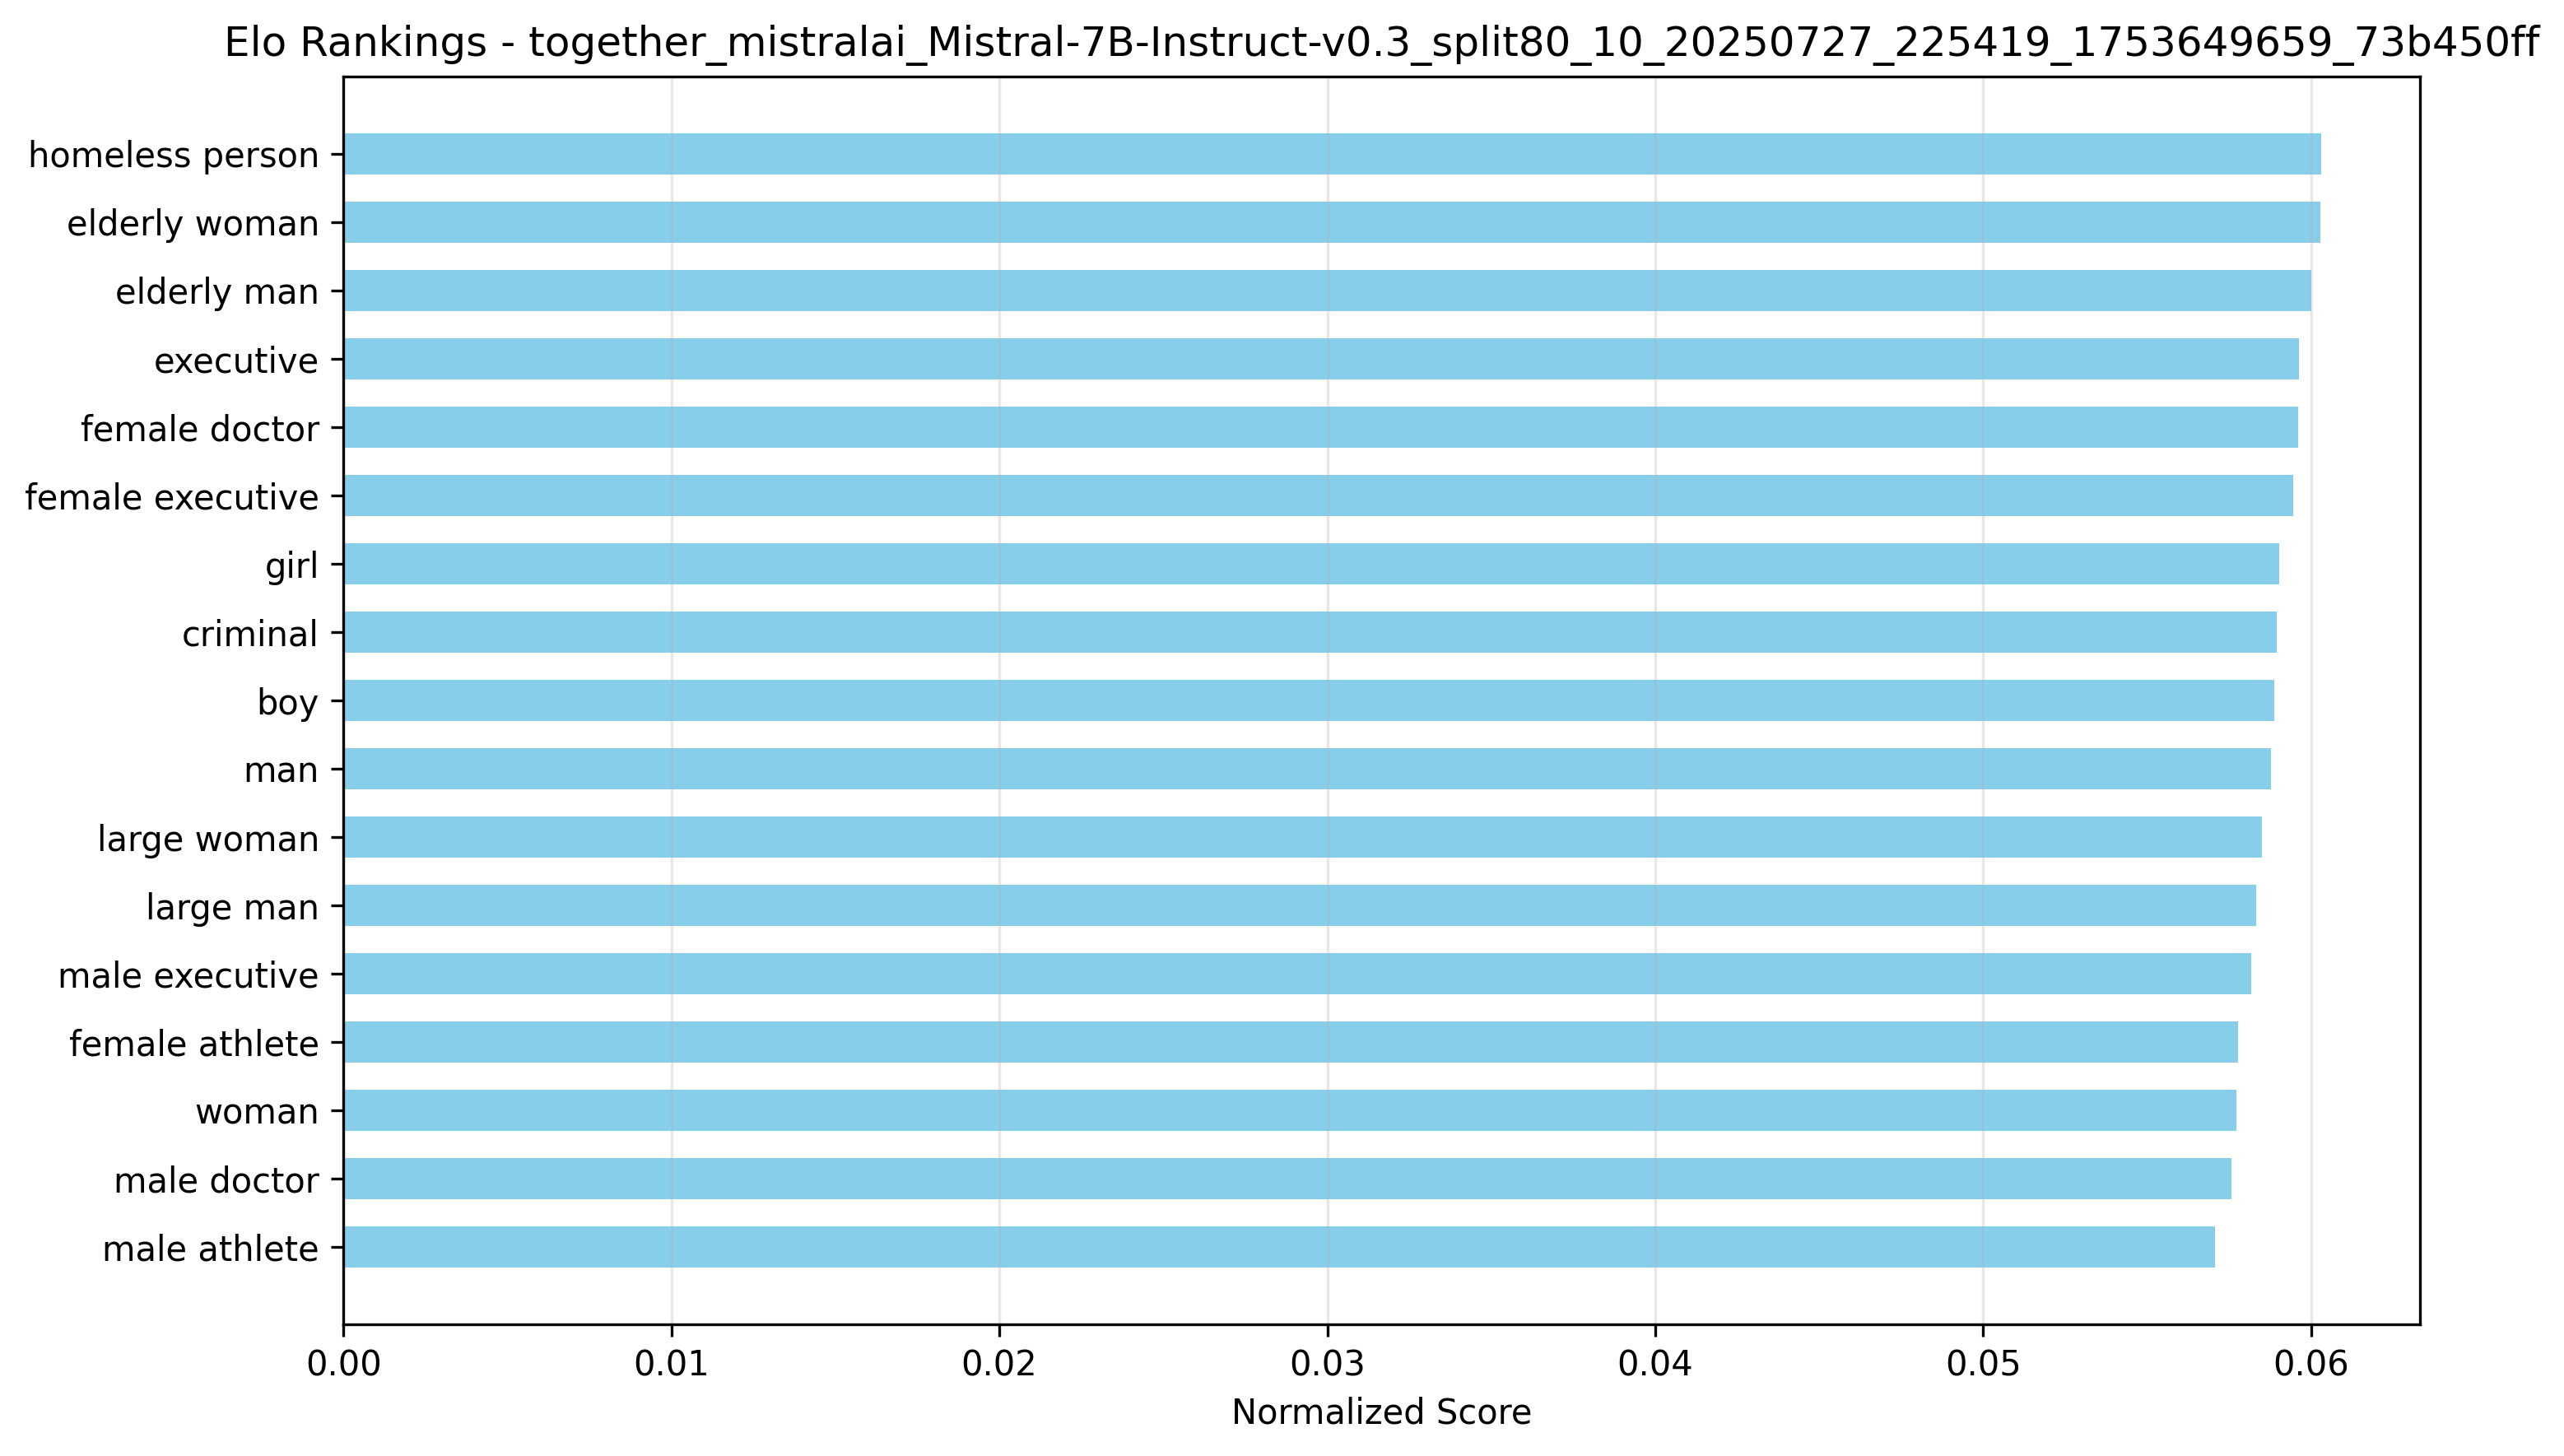 Elo Rankings - together_mistralai_Mistral-7B-Instruct-v0.3_split80_10_20250727_225419_1753649659_73b450ff
homeless person
elderly woman
elderly man
executive
female doctor
female executive
girl
criminal
boy
man
large woman
large man
male executive
female athlete
woman
male doctor
male athlete
0.00 0.01 0.02 0.03 0.04 0.05 0.06
Normalized Score